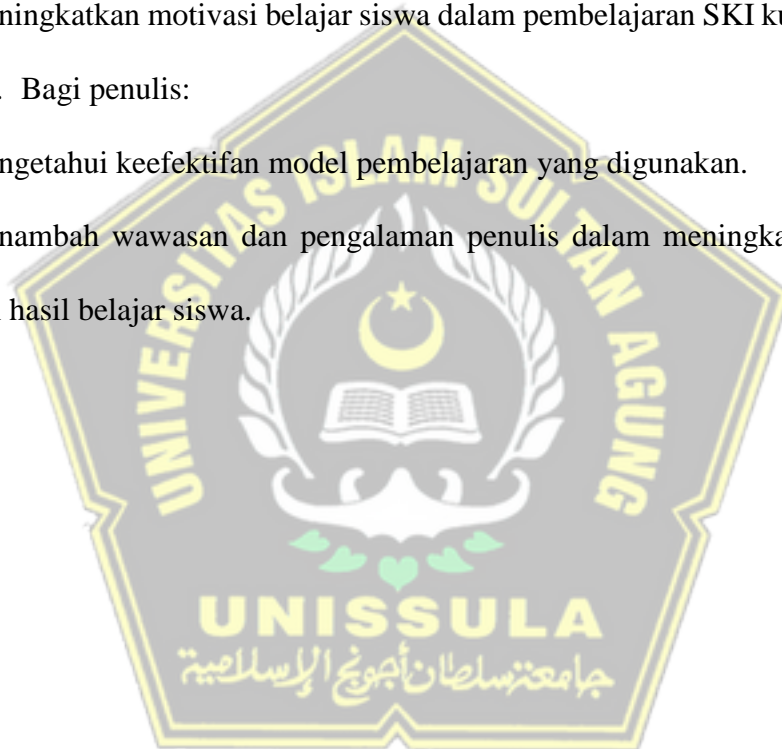 ningkatkan motivasi belajar siswa dalam pembelajaran SKI
. Bagi penulis:
ngetahui keefektifan model pembelajaran yang digunakan.
nambah wawasan dan pengalaman penulis dalam meningka
hasil belajar siswa.
UNIVERSITAS ISLAM SULTAN AGUNG
UNISSULA
جامعة سلطان أجونج الإسلامية